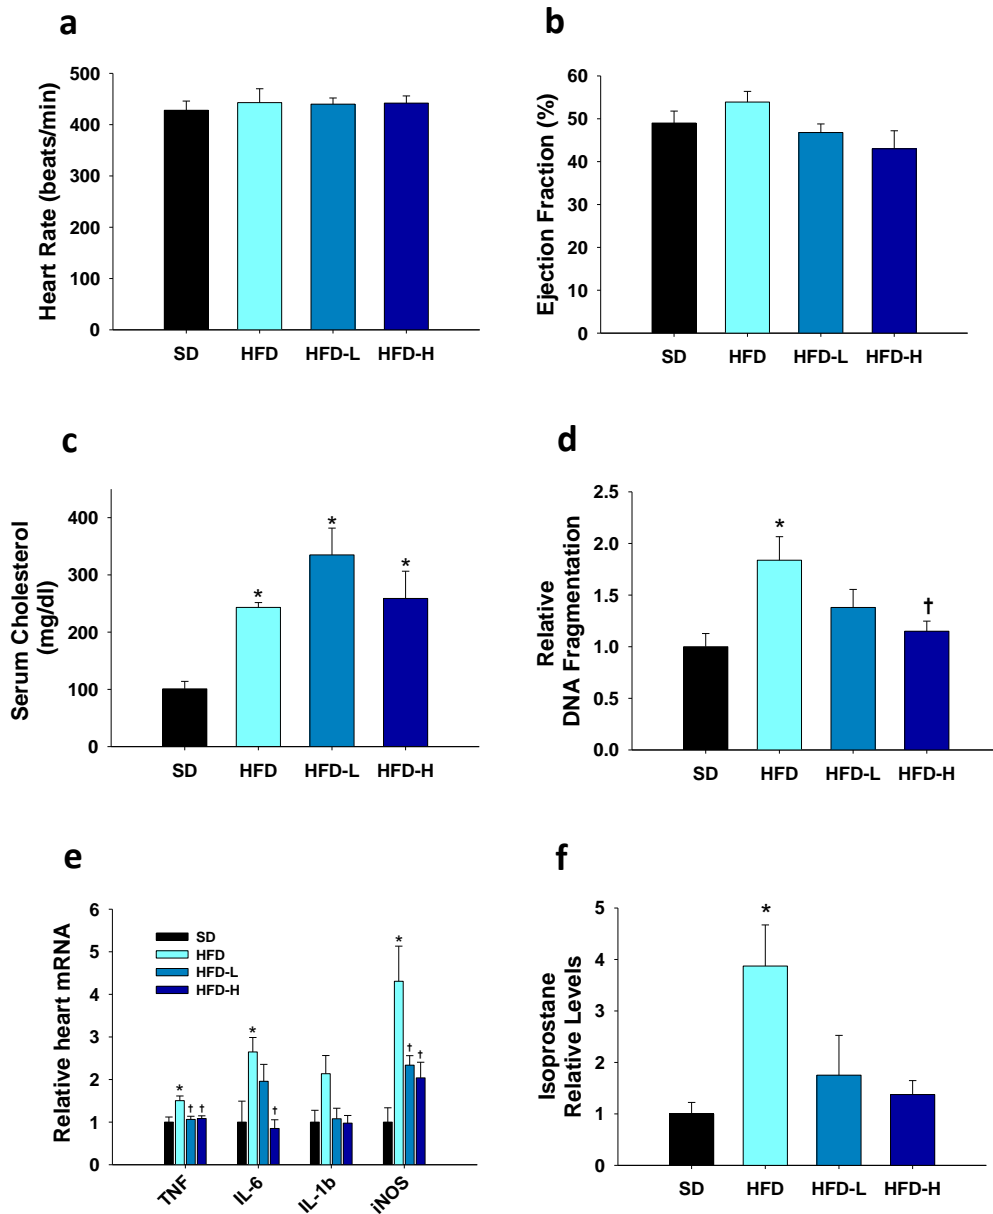 a
Heart Rate (beats/min)
500
400
300
200
100
0
SD HFD HFD-L HFD-H
b
Ejection Fraction (%)
60
50
40
30
20
10
0
SD HFD HFD-L HFD-H
c
Serum Cholesterol
(mg/dl)
400
300
200
100
0
* * *
SD HFD HFD-L HFD-H
d
Relative
DNA Fragmentation
2.5
2.0
1.5
1.0
0.5
0.0
* †
SD HFD HFD-L HFD-H
e
Relative heart mRNA
6
5
4
3
2
1
0
SD
HFD
HFD-L
HFD-H
* † † * † * † †
TNF IL-6 IL-1b iNOS
f
Isoprostane
Relative Levels
5
4
3
2
1
0
*
SD HFD HFD-L HFD-H